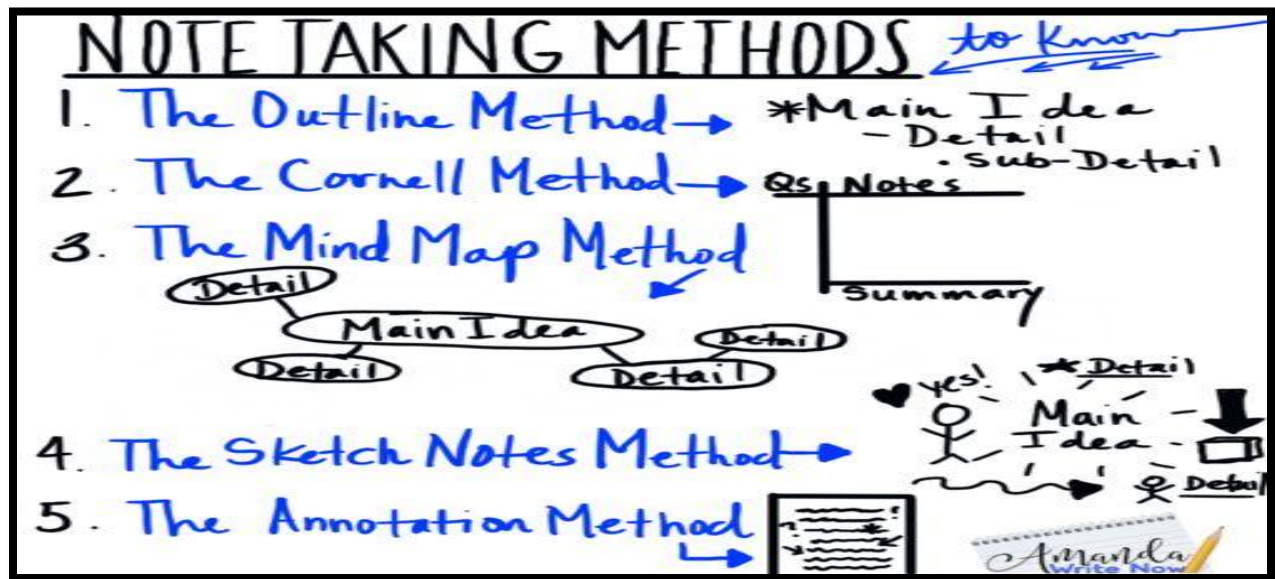 NOTE TAKING METHODS to Know
1. The Outline Method
*Main Idea
- Detail
• Sub-Detail
2. The Cornell Method
Qs Notes
Summary
3. The Mind Map Method
Detail
Main Idea
Detail
Detail
Detail
4. The Sketch Notes Method
yes!
* Detail
Main
Idea
Detail
5. The Annotation Method
Amanda
Write Now